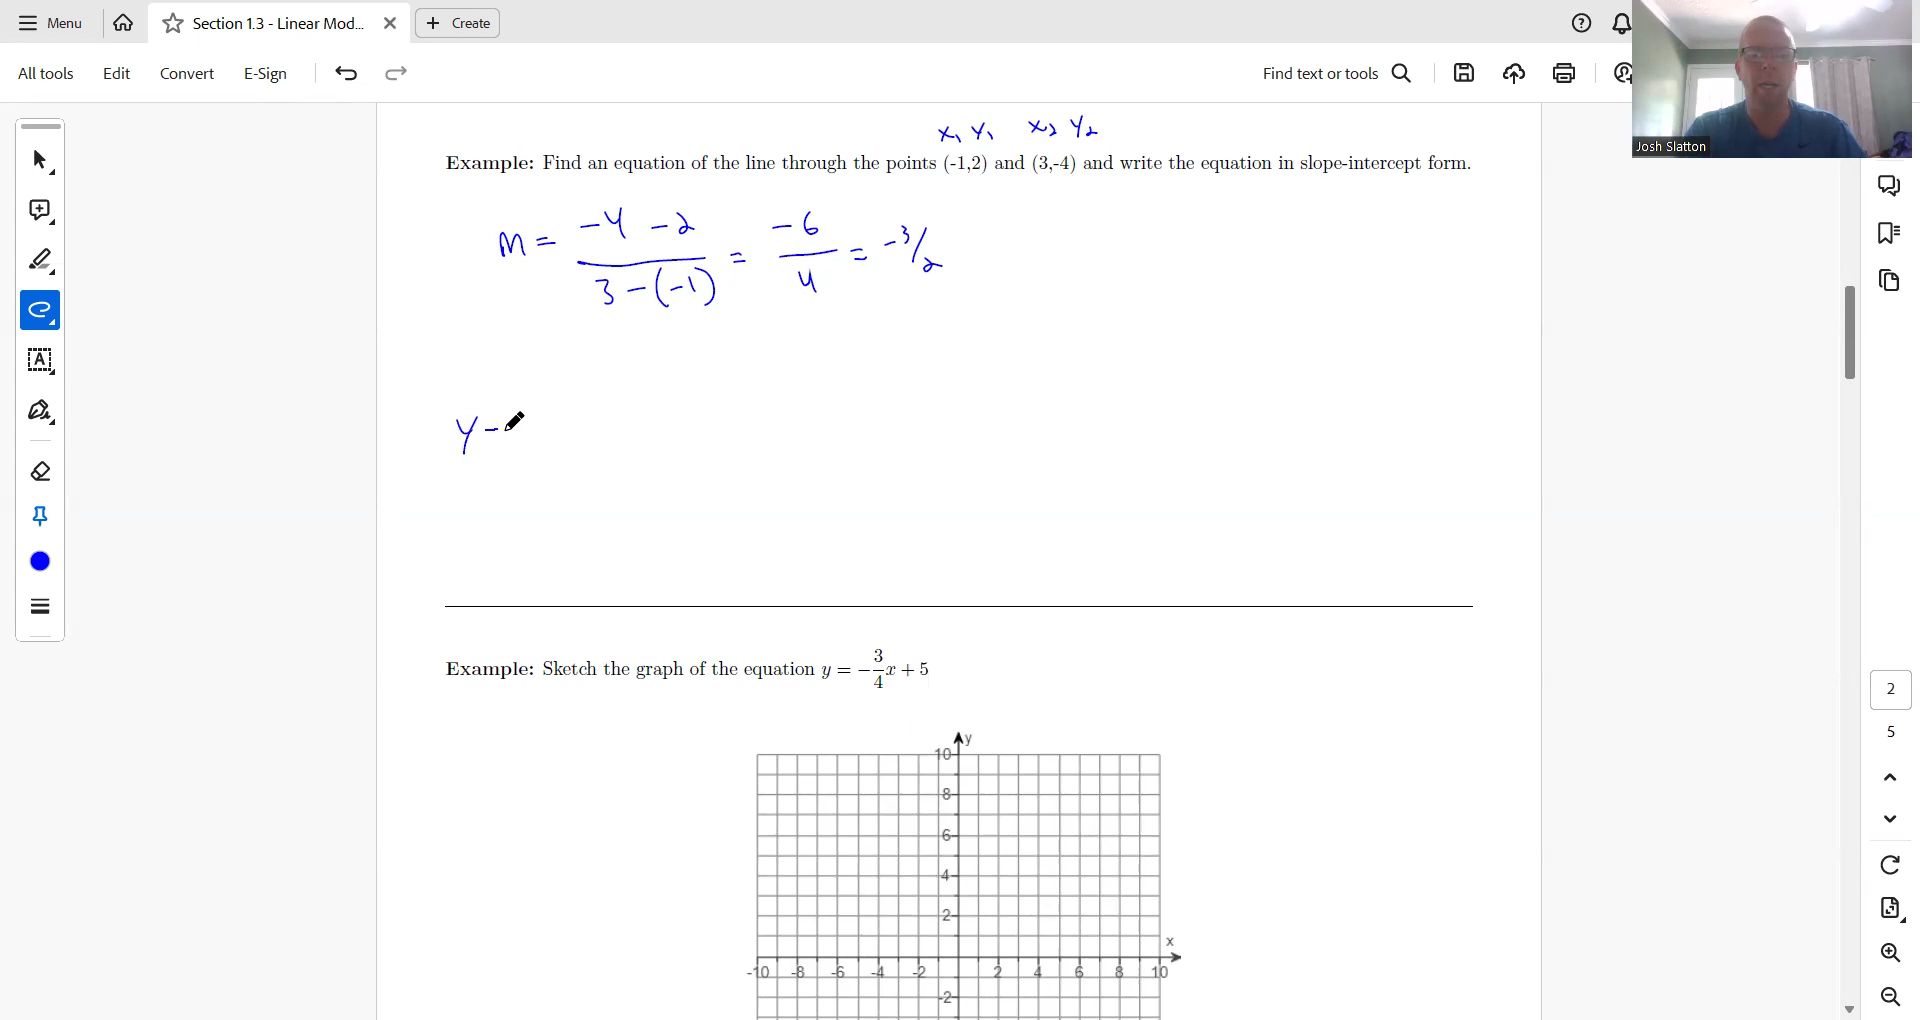 Menu
Section 1.3 - Linear Mod...
Create
All tools Edit Convert E-Sign
Find text or tools
Josh Slatton
x₁ y₁ x₂ y₂
Example: Find an equation of the line through the points (-1,2) and (3,-4) and write the equation in slope-intercept form.
m = (-4 - 2)/(3 - (-1)) = -6/4 = -3/2
y -
Example: Sketch the graph of the equation y = -3/4 x + 5
y
10
8
6
4
2
x
-10 -8 -6 -4 -2 2 4 6 8 10
-2
2
5